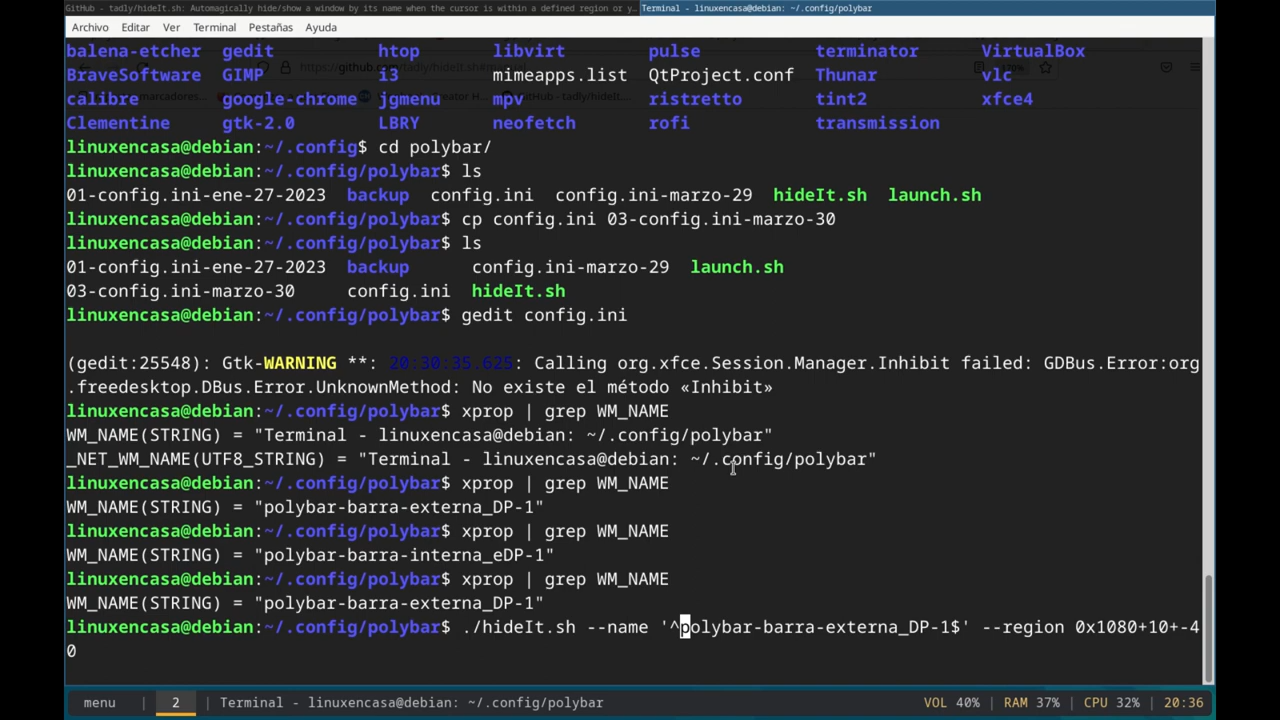 GitHub - tadly/hideIt.sh: Automagically hide/show a window by its name when the cursor is within a defined region or y...
Terminal - linuxencasa@debian: ~/.config/polybar
Archivo Editar Ver Terminal Pestañas Ayuda
balena-etcher gedit htop libvirt pulse terminator VirtualBox
BraveSoftware GIMP i3 mimeapps.list QtProject.conf Thunar vlc
calibre google-chrome jgmenu mpv ristretto tint2 xfce4
Clementine gtk-2.0 LBRY neofetch rofi transmission
linuxencasa@debian:~/.config$ cd polybar/
linuxencasa@debian:~/.config/polybar$ ls
01-config.ini-ene-27-2023 backup config.ini config.ini-marzo-29 hideIt.sh launch.sh
linuxencasa@debian:~/.config/polybar$ cp config.ini 03-config.ini-marzo-30
linuxencasa@debian:~/.config/polybar$ ls
01-config.ini-ene-27-2023 backup config.ini-marzo-29 launch.sh
03-config.ini-marzo-30 config.ini hideIt.sh
linuxencasa@debian:~/.config/polybar$ gedit config.ini
(gedit:25548): Gtk-WARNING **: 20:30:35.625: Calling org.xfce.Session.Manager.Inhibit failed: GDBus.Error:org
.freedesktop.DBus.Error.UnknownMethod: No existe el método «Inhibit»
linuxencasa@debian:~/.config/polybar$ xprop | grep WM_NAME
WM_NAME(STRING) = "Terminal - linuxencasa@debian: ~/.config/polybar"
_NET_WM_NAME(UTF8_STRING) = "Terminal - linuxencasa@debian: ~/.config/polybar"
linuxencasa@debian:~/.config/polybar$ xprop | grep WM_NAME
WM_NAME(STRING) = "polybar-barra-externa_DP-1"
linuxencasa@debian:~/.config/polybar$ xprop | grep WM_NAME
WM_NAME(STRING) = "polybar-barra-interna_eDP-1"
linuxencasa@debian:~/.config/polybar$ xprop | grep WM_NAME
WM_NAME(STRING) = "polybar-barra-externa_DP-1"
linuxencasa@debian:~/.config/polybar$ ./hideIt.sh --name '^polybar-barra-externa_DP-1$' --region 0x1080+10+-4
0
menu | 2 | Terminal - linuxencasa@debian: ~/.config/polybar VOL 40% | RAM 37% | CPU 32% | 20:36